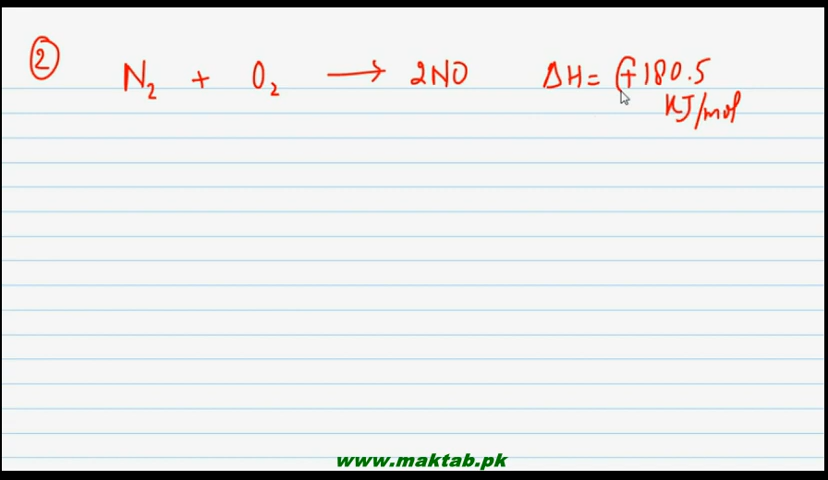 ② N₂ + O₂ → 2NO ΔH = +180.5
KJ/mol
www.maktab.pk